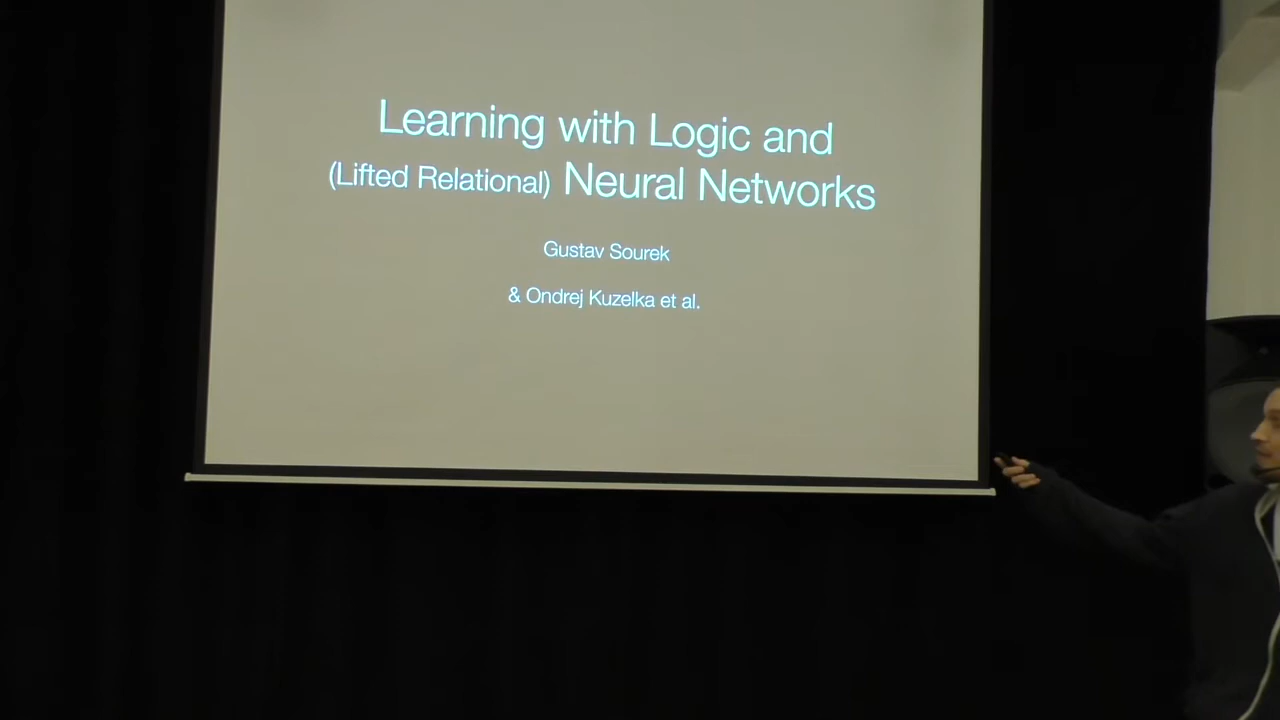 Learning with Logic and
(Lifted Relational) Neural Networks
Gustav Sourek
& Ondrej Kuzelka et al.